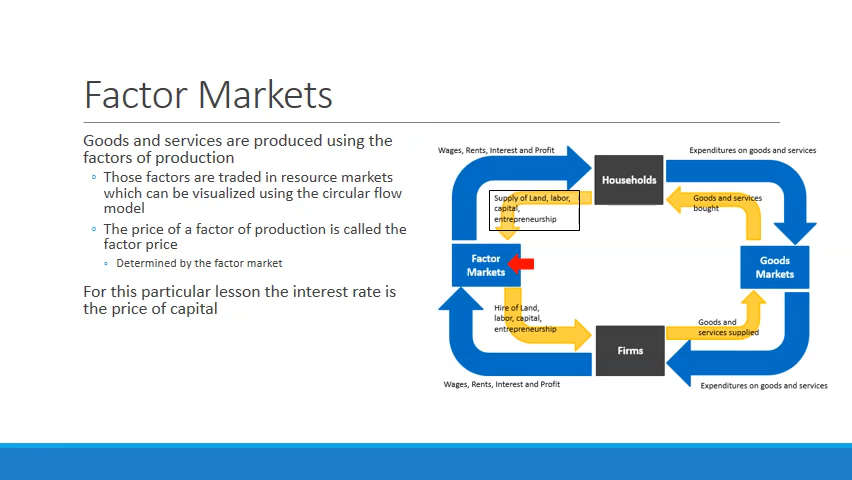 Factor Markets
Goods and services are produced using the
factors of production
Those factors are traded in resource markets
which can be visualized using the circular flow
model
The price of a factor of production is called the
factor price
Determined by the factor market
For this particular lesson the interest rate is
the price of capital
Wages, Rents, Interest and Profit
Expenditures on goods and services
Households
Supply of Land, labor,
capital,
entrepreneurship
Goods and services
bought
Factor
Markets
Goods
Markets
Hire of Land,
labor, capital,
entrepreneurship
Goods and
services supplied
Firms
Wages, Rents, Interest and Profit
Expenditures on goods and services